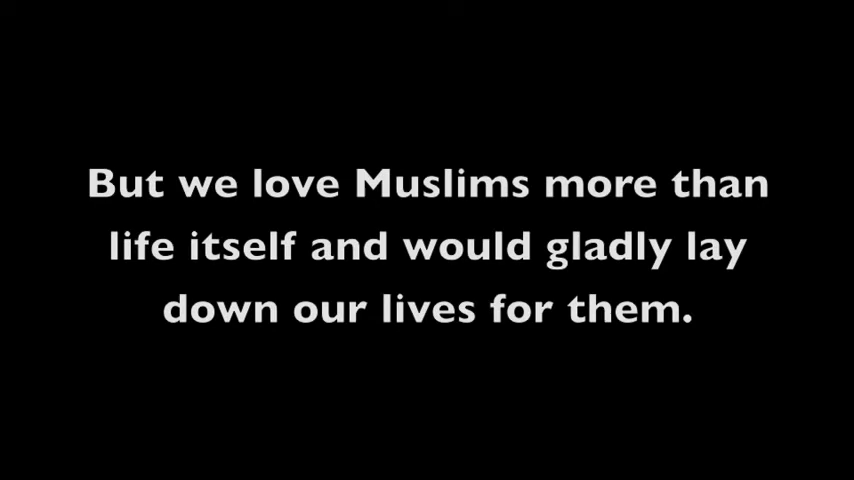 But we love Muslims more than
life itself and would gladly lay
down our lives for them.